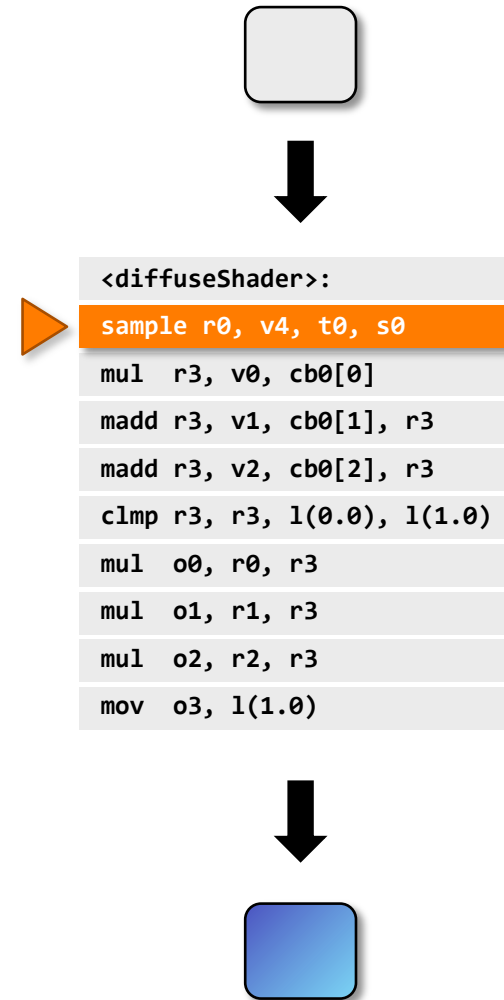 <diffuseShader>:
sample r0, v4, t0, s0
mul  r3, v0, cb0[0]
madd r3, v1, cb0[1], r3
madd r3, v2, cb0[2], r3
clmp r3, r3, l(0.0), l(1.0)
mul  o0, r0, r3
mul  o1, r1, r3
mul  o2, r2, r3
mov  o3, l(1.0)